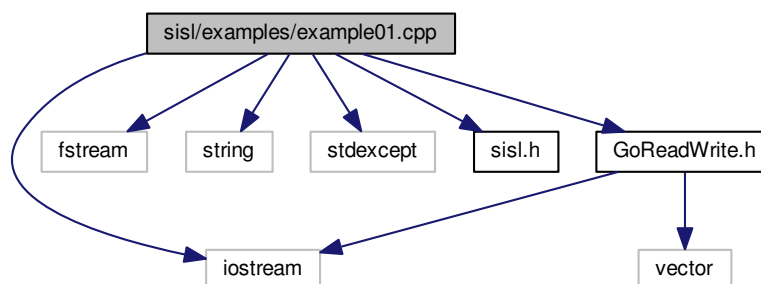 sisl/examples/example01.cpp
fstream
string
stdexcept
sisl.h
GoReadWrite.h
iostream
vector